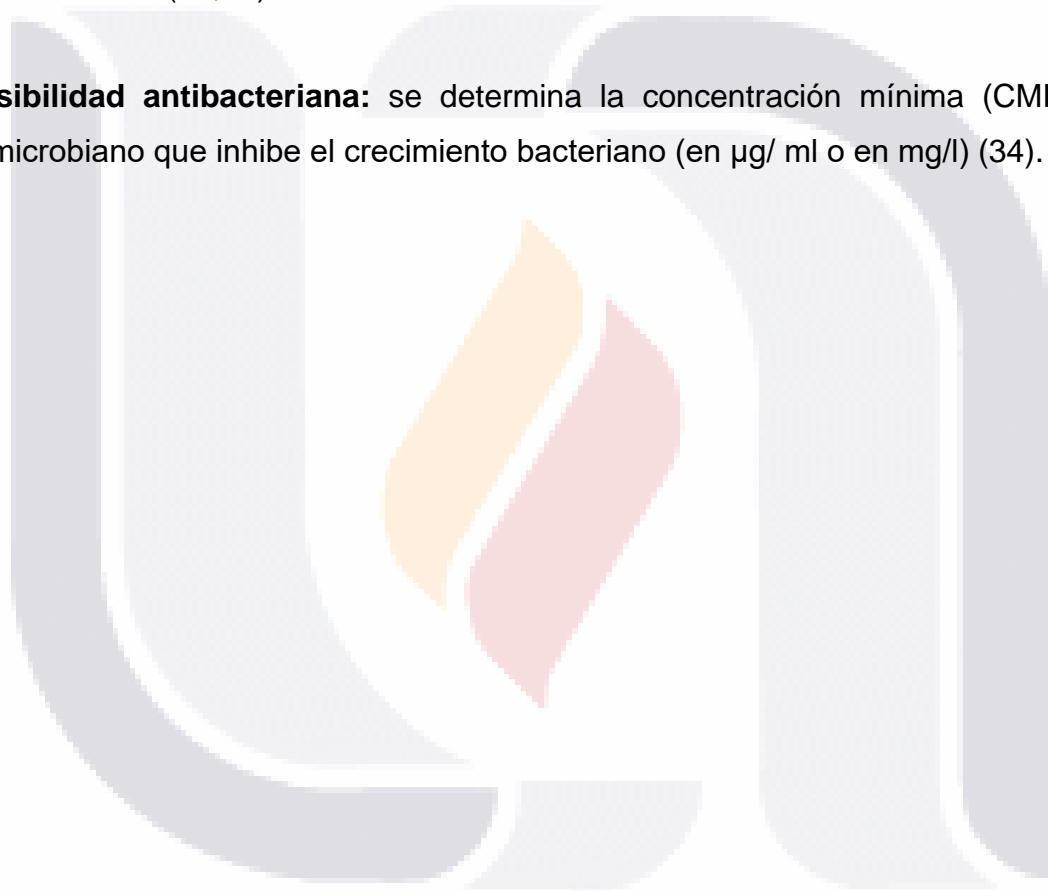 sibilidad antibacteriana: se determina la concentración mínima (CMI
microbiano que inhibe el crecimiento bacteriano (en µg/ ml o en mg/l) (34).